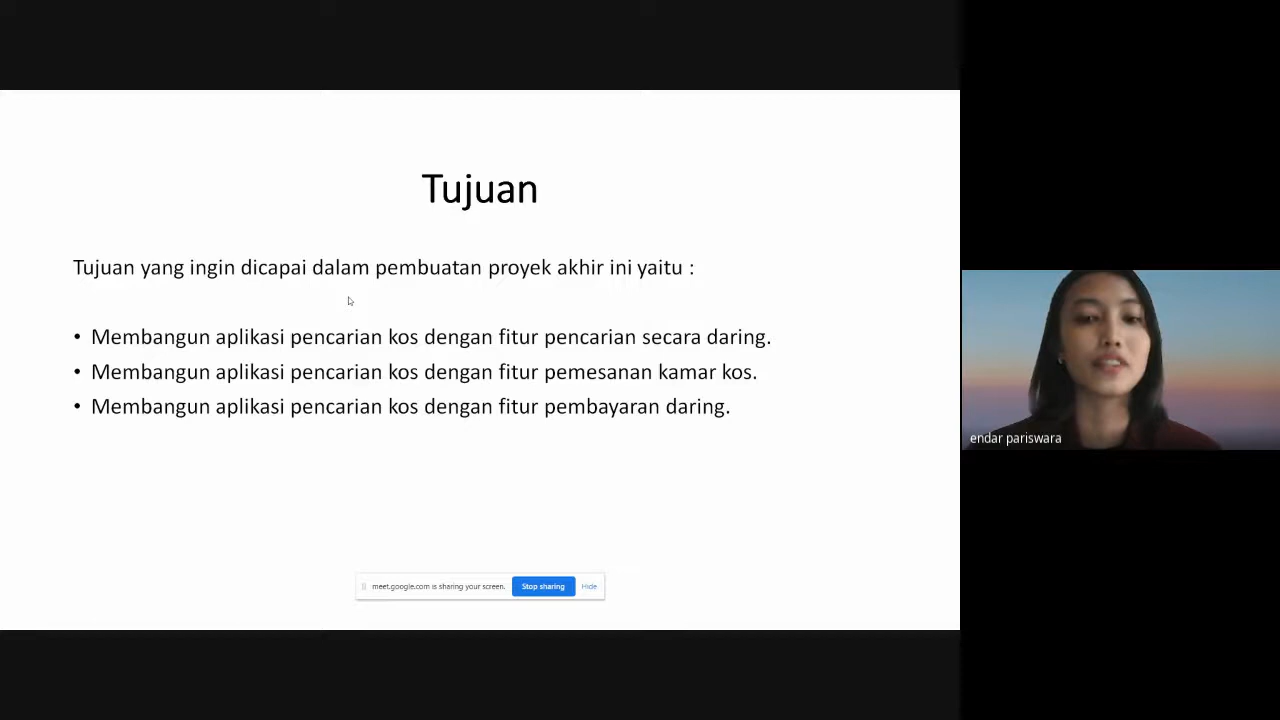 Tujuan
Tujuan yang ingin dicapai dalam pembuatan proyek akhir ini yaitu :
• Membangun aplikasi pencarian kos dengan fitur pencarian secara daring.
• Membangun aplikasi pencarian kos dengan fitur pemesanan kamar kos.
• Membangun aplikasi pencarian kos dengan fitur pembayaran daring.
endar pariswara
meet.google.com is sharing your screen. Stop sharing Hide